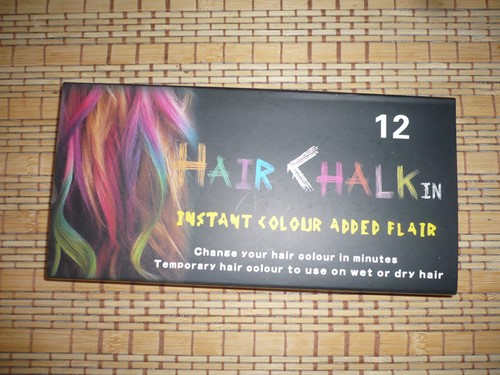 12
HAIR CHALKIN
INSTANT COLOUR ADDED FLAIR
Change your hair colour in minutes
Temporary hair colour to use on wet or dry hair